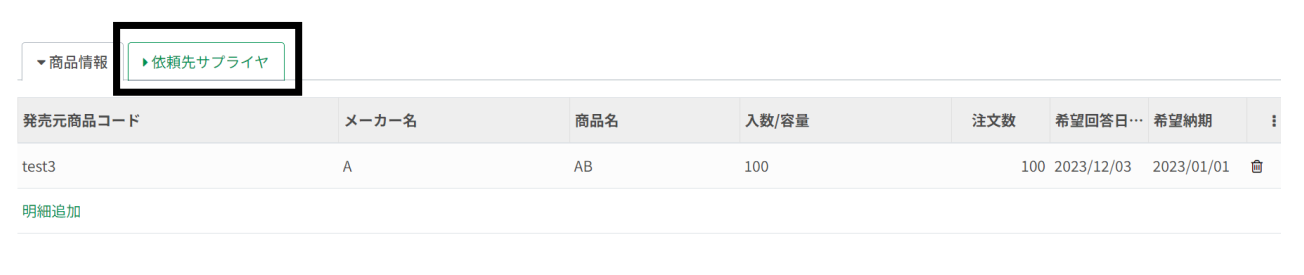 商品情報 依頼先サプライヤ
発売元商品コード メーカー名 商品名 入数/容量 注文数 希望回答日… 希望納期
test3 A AB 100 100 2023/12/03 2023/01/01
明細追加